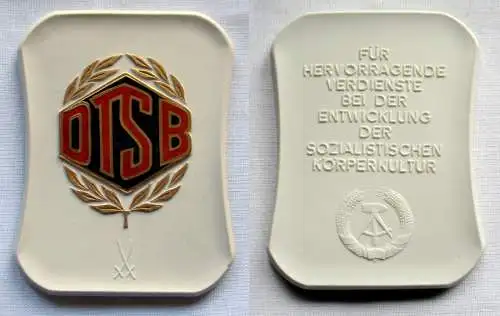 DTSB
FÜR
HERVORRAGENDE
VERDIENSTE
BEI DER
ENTWICKLUNG
DER
SOZIALISTISCHEN
KÖRPERKULTUR